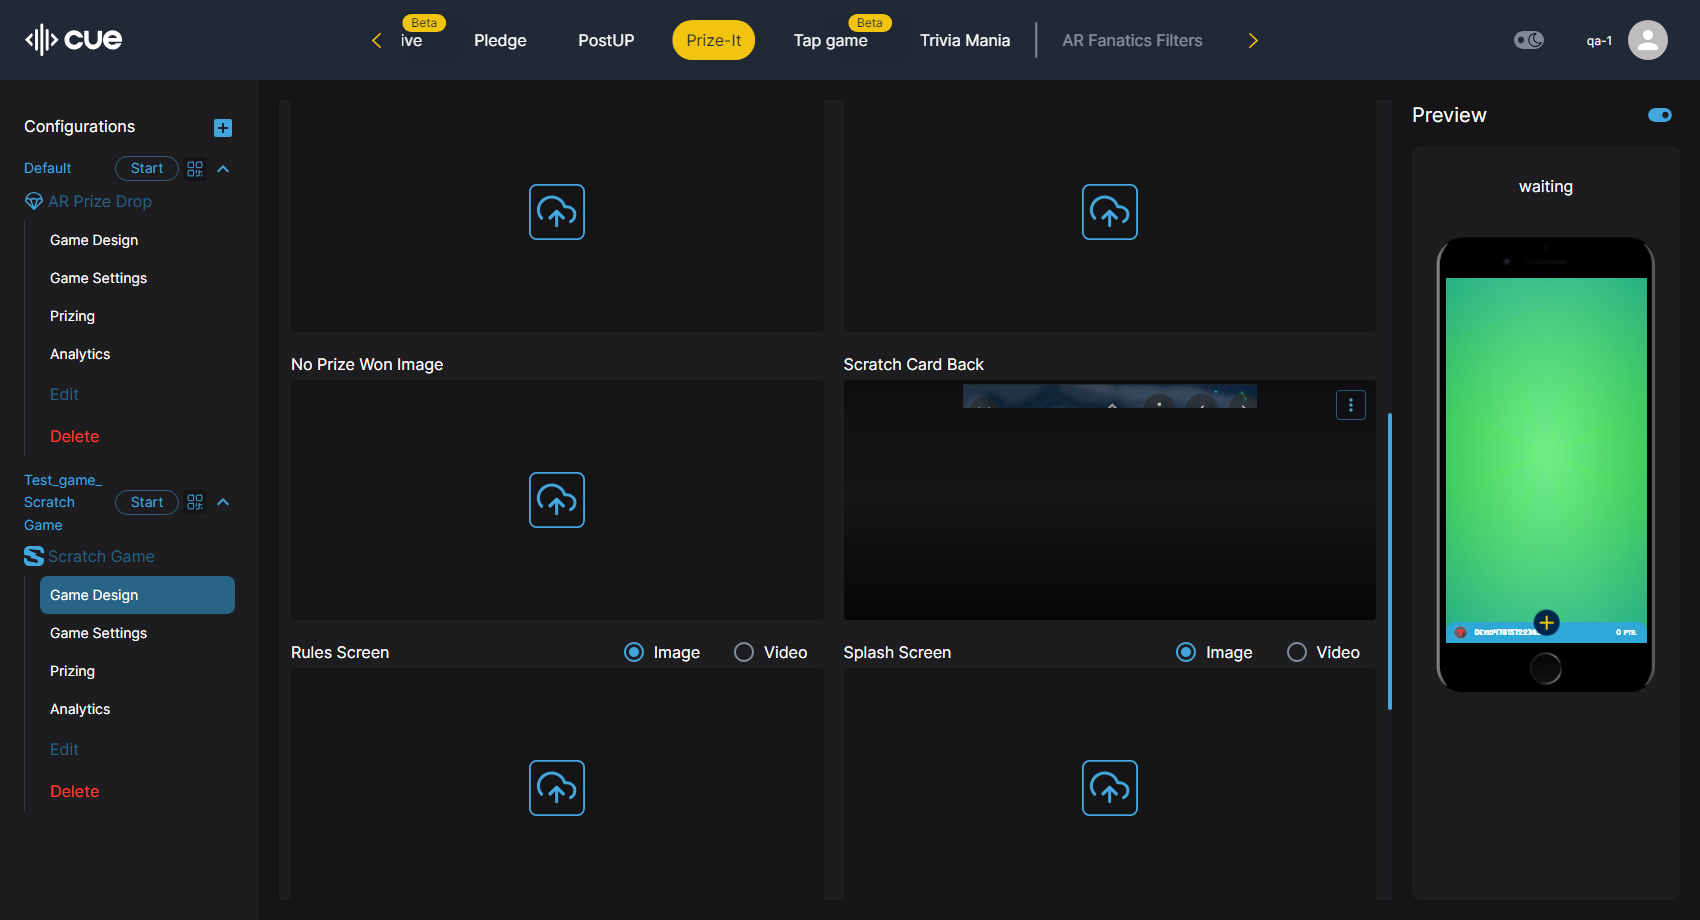 cue
Beta
Beta
ive
Pledge
PostUP
Prize-It
Tap game
Trivia Mania
AR Fanatics Filters
qa-1
Configurations
Default
Start
AR Prize Drop
Game Design
Game Settings
Prizing
Analytics
Edit
Delete
Test_game_
Scratch
Game
Start
Scratch Game
Game Design
Game Settings
Prizing
Analytics
Edit
Delete
No Prize Won Image
Scratch Card Back
Rules Screen
Image
Video
Splash Screen
Image
Video
Preview
waiting
0 PTS.